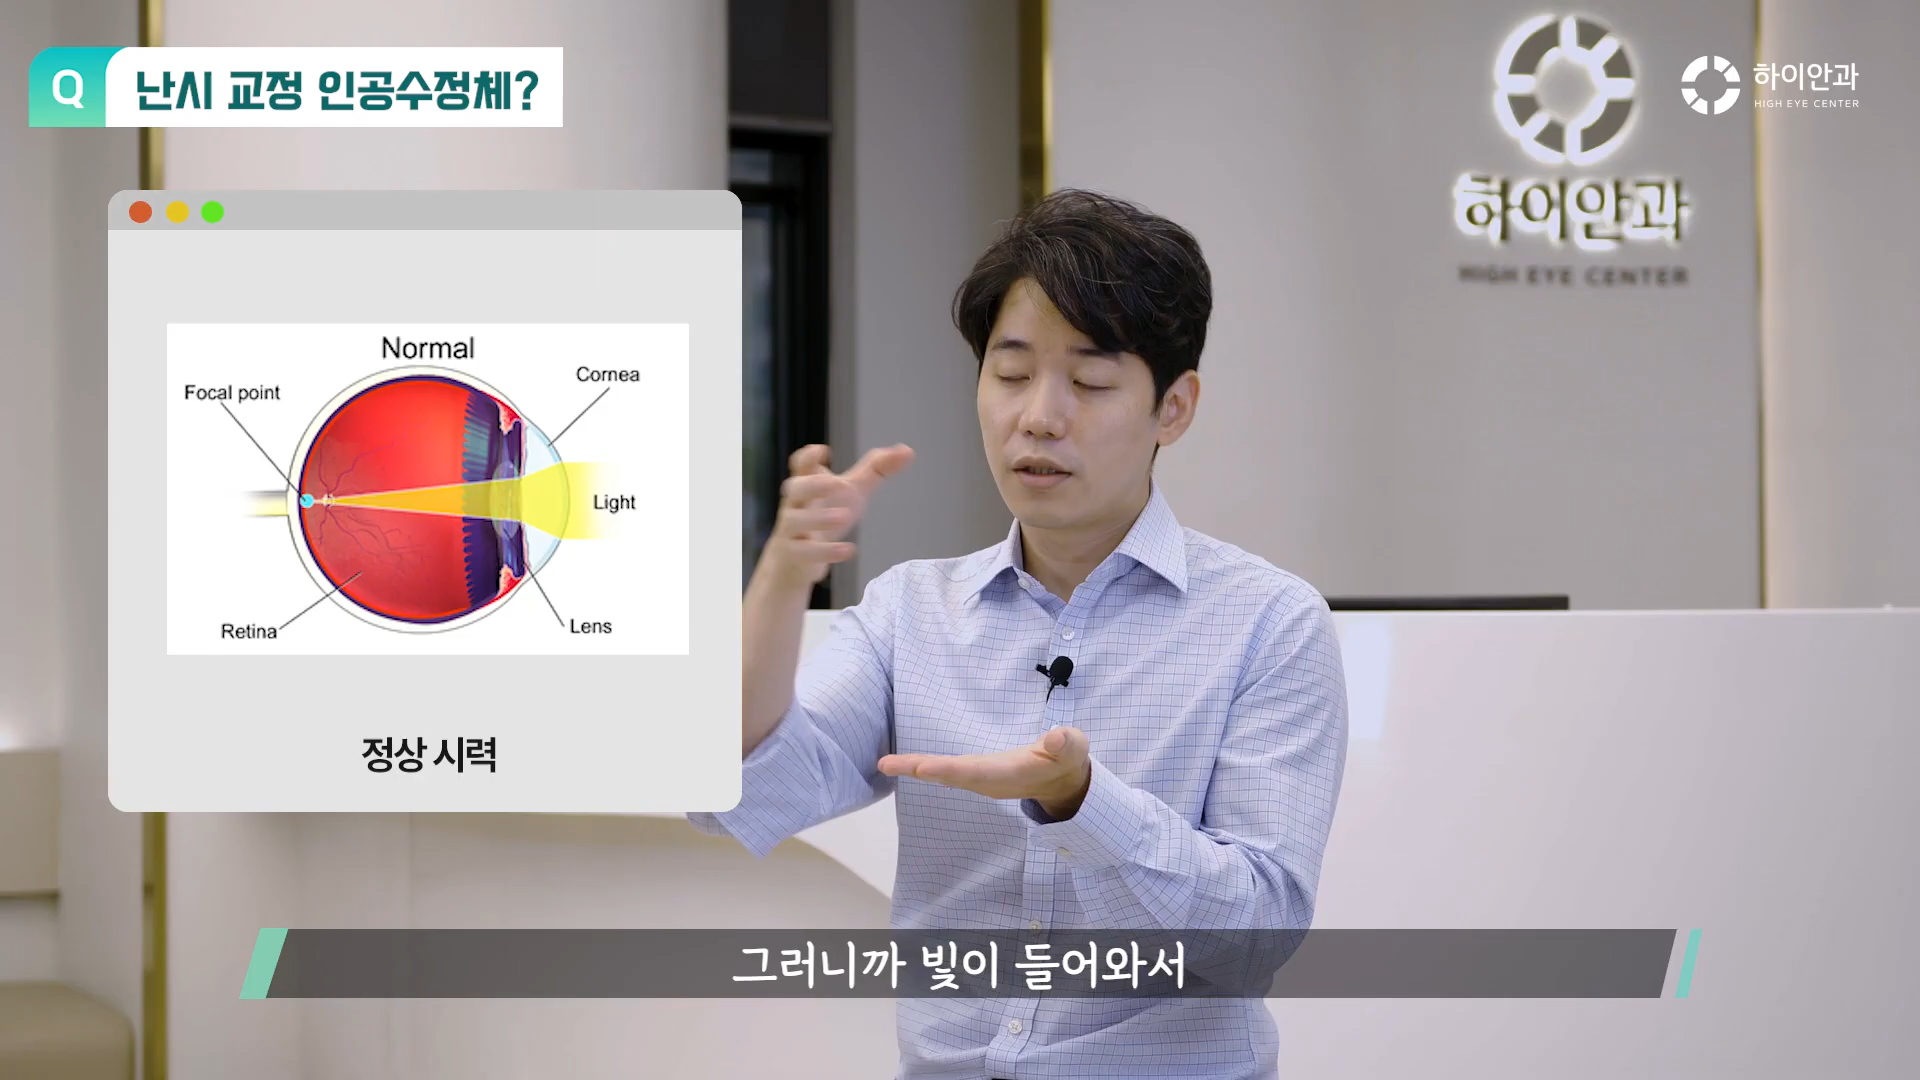 Q 난시 교정 인공수정체?
하이안과
HIGH EYE CENTER
하이안과
HIGH EYE CENTER
Normal
Focal point
Cornea
Light
Retina
Lens
정상 시력
그러니까 빛이 들어와서